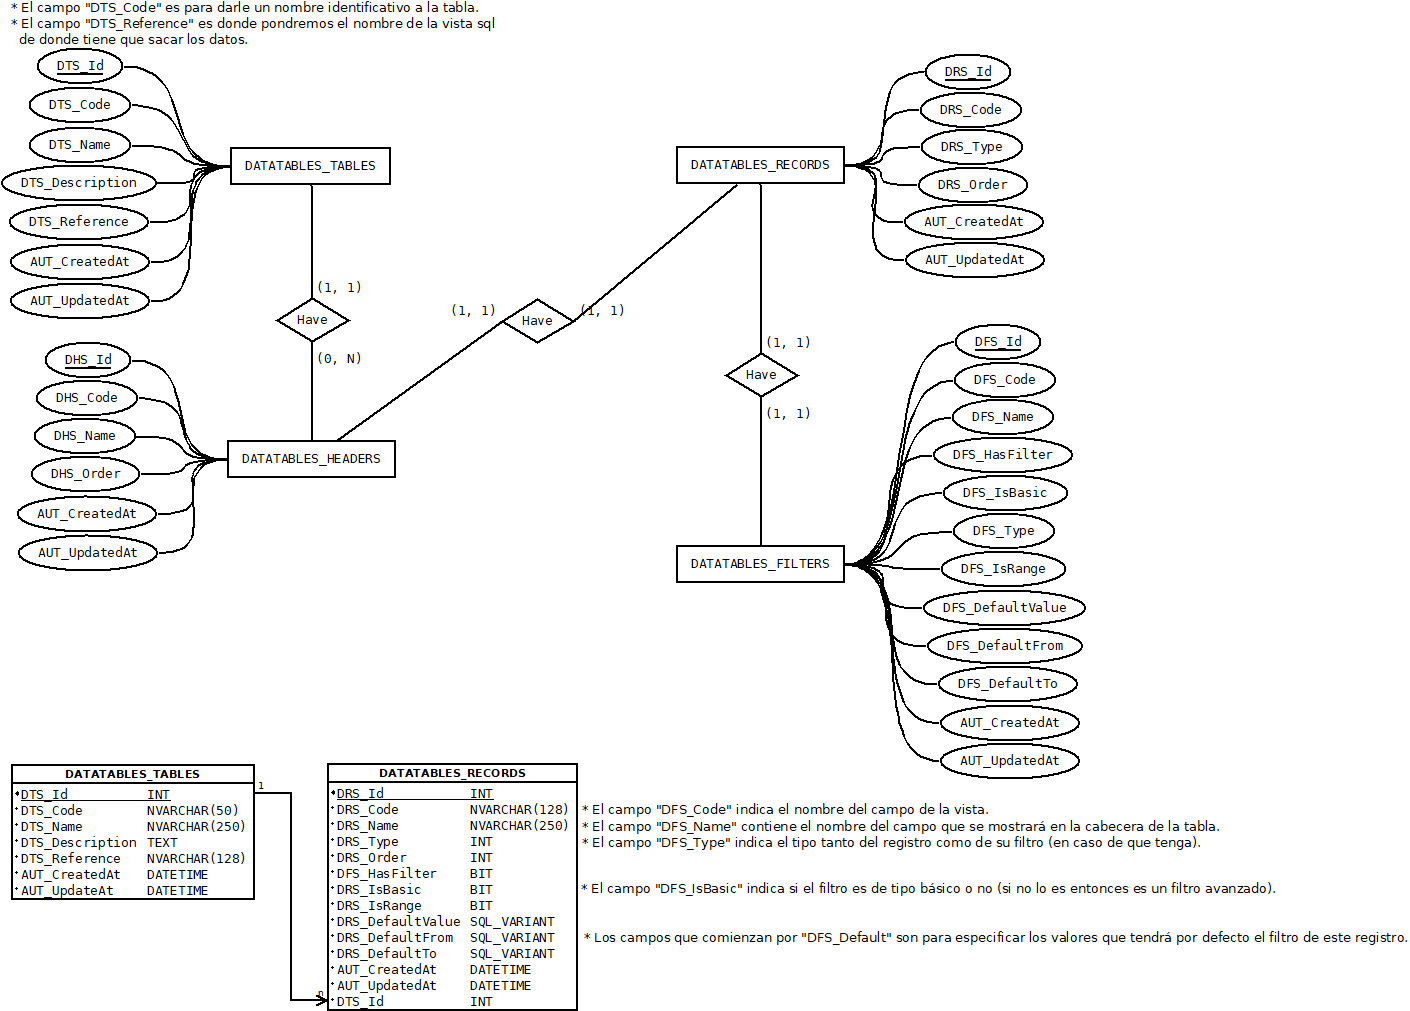 * El campo "DTS_Code" es para darle un nombre identificativo a la tabla.
* El campo "DTS_Reference" es donde pondremos el nombre de la vista sql
de donde tiene que sacar los datos.
DTS_Id
DTS_Code
DTS_Name
DTS_Description
DTS_Reference
AUT_CreatedAt
AUT_UpdatedAt
DATATABLES_TABLES
(1, 1)
Have
(0, N)
DHS_Id
DHS_Code
DHS_Name
DHS_Order
AUT_CreatedAt
AUT_UpdatedAt
DATATABLES_HEADERS
(1, 1)
Have
(1, 1)
DATATABLES_RECORDS
DRS_Id
DRS_Code
DRS_Type
DRS_Order
AUT_CreatedAt
AUT_UpdatedAt
(1, 1)
Have
(1, 1)
DATATABLES_FILTERS
DFS_Id
DFS_Code
DFS_Name
DFS_HasFilter
DFS_IsBasic
DFS_Type
DFS_IsRange
DFS_DefaultValue
DFS_DefaultFrom
DFS_DefaultTo
AUT_CreatedAt
AUT_UpdatedAt
DATATABLES_TABLES
DTS_Id INT
DTS_Code NVARCHAR(50)
DTS_Name NVARCHAR(250)
DTS_Description TEXT
DTS_Reference NVARCHAR(128)
AUT_CreatedAt DATETIME
AUT_UpdateAt DATETIME
1
n
DATATABLES_RECORDS
DRS_Id INT
DRS_Code NVARCHAR(128)
DRS_Name NVARCHAR(250)
DRS_Type INT
DRS_Order INT
DFS_HasFilter BIT
DRS_IsBasic BIT
DRS_IsRange BIT
DRS_DefaultValue SQL_VARIANT
DRS_DefaultFrom SQL_VARIANT
DRS_DefaultTo SQL_VARIANT
AUT_CreatedAt DATETIME
AUT_UpdatedAt DATETIME
DTS_Id INT
* El campo "DFS_Code" indica el nombre del campo de la vista.
* El campo "DFS_Name" contiene el nombre del campo que se mostrará en la cabecera de la tabla.
* El campo "DFS_Type" indica el tipo tanto del registro como de su filtro (en caso de que tenga).
* El campo "DFS_IsBasic" indica si el filtro es de tipo básico o no (si no lo es entonces es un filtro avanzado).
* Los campos que comienzan por "DFS_Default" son para especificar los valores que tendrá por defecto el filtro de este registro.